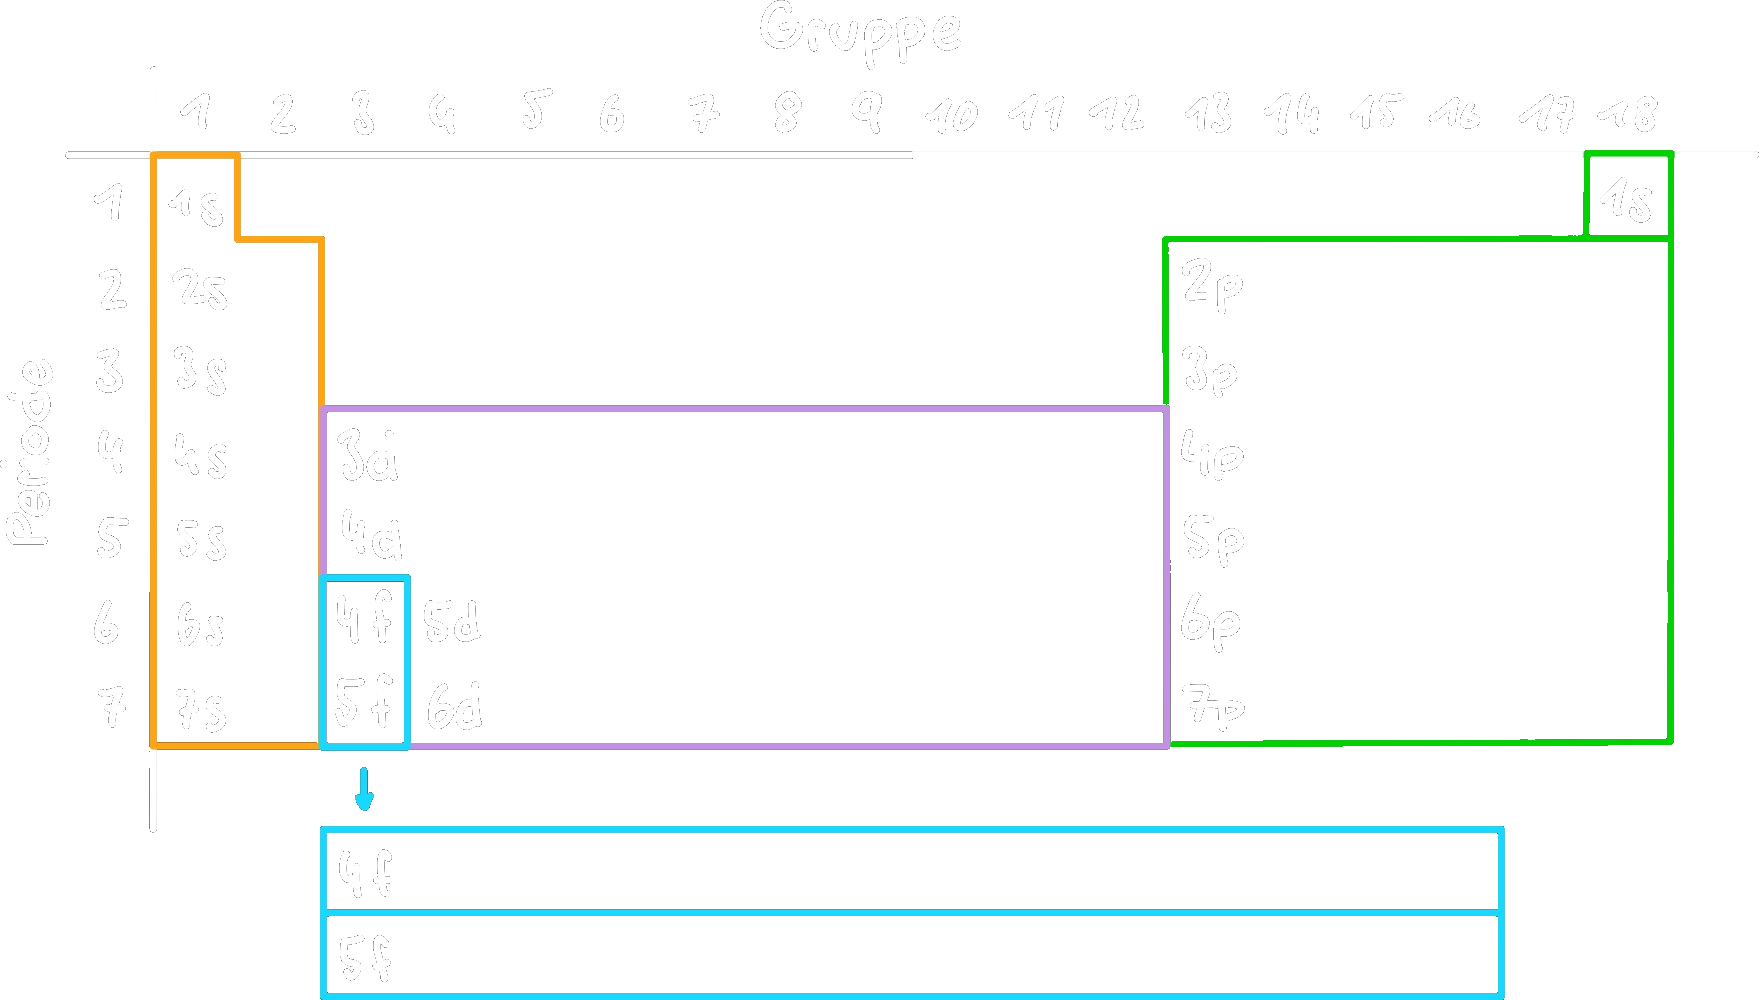 Gruppe
1 2 3 4 5 6 7 8 9 10 11 12 13 14 15 16 17 18
Periode
1 1s 1s
2 2s 2p
3 3s 3p
4 4s 3d 4p
5 5s 4d 5p
6 6s 4f 5d 6p
7 7s 5f 6d 7p
4f
5f